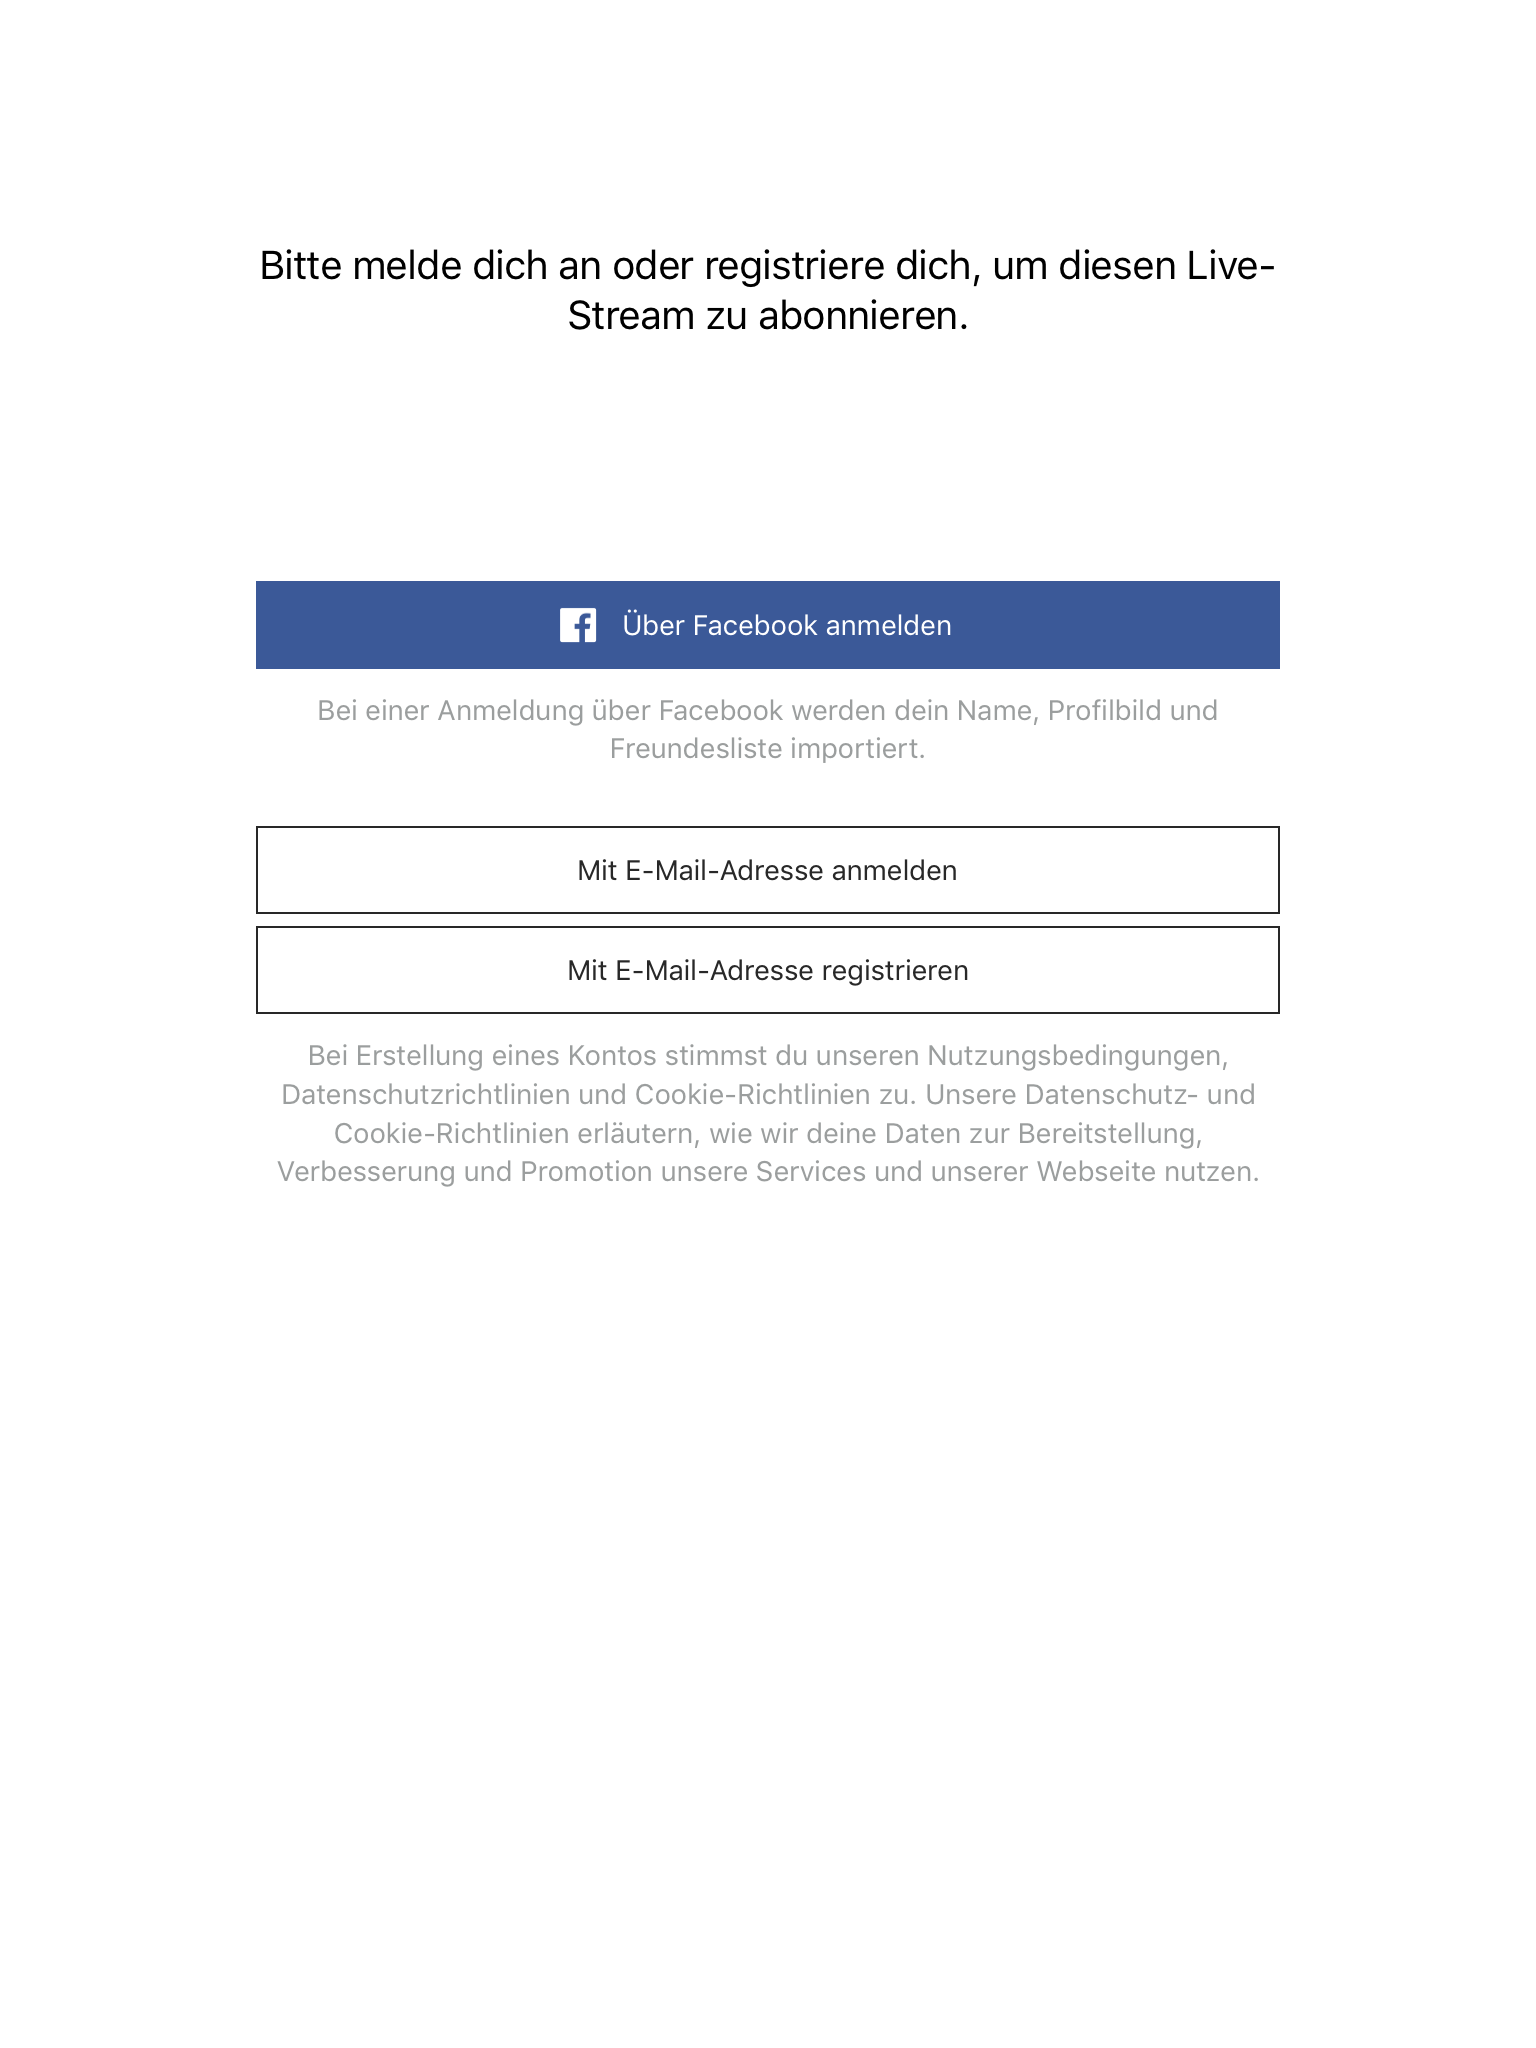 Bitte melde dich an oder registriere dich, um diesen Live-
Stream zu abonnieren.
Über Facebook anmelden
Bei einer Anmeldung über Facebook werden dein Name, Profilbild und
Freundesliste importiert.
Mit E-Mail-Adresse anmelden
Mit E-Mail-Adresse registrieren
Bei Erstellung eines Kontos stimmst du unseren Nutzungsbedingungen,
Datenschutzrichtlinien und Cookie-Richtlinien zu. Unsere Datenschutz- und
Cookie-Richtlinien erläutern, wie wir deine Daten zur Bereitstellung,
Verbesserung und Promotion unsere Services und unserer Webseite nutzen.